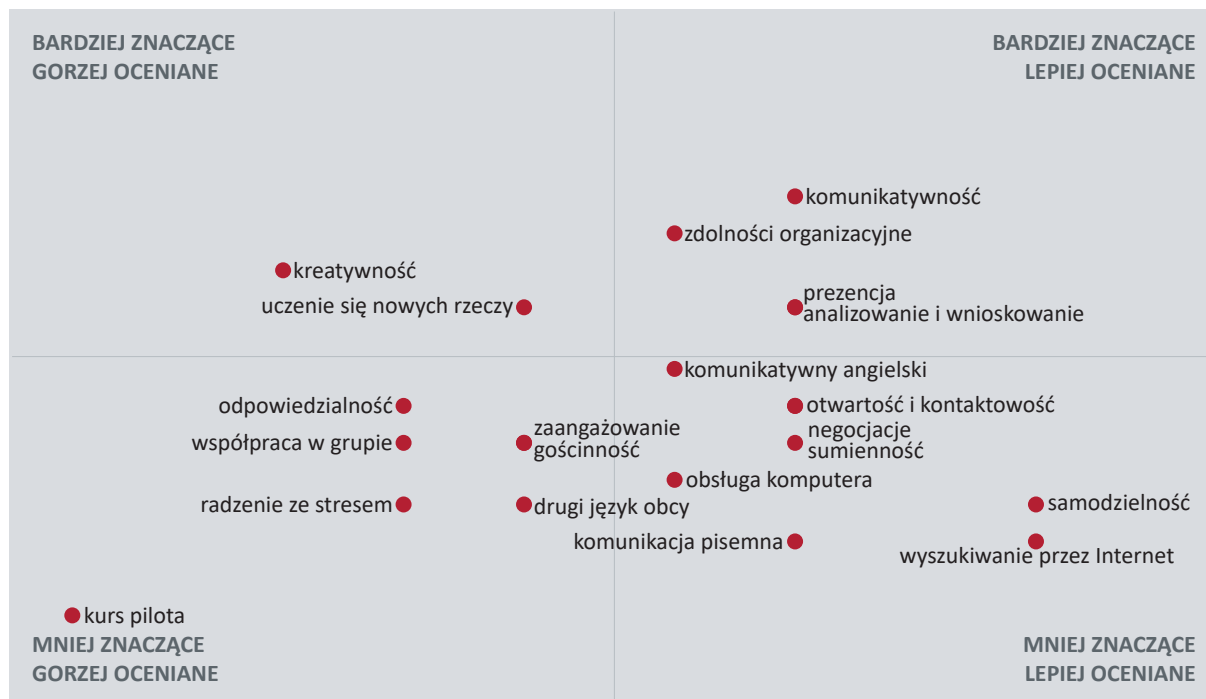 BARDZIEJ ZNACZĄCE
GORZEJ OCENIANE
BARDZIEJ ZNACZĄCE
LEPIEJ OCENIANE
komunikatywność
zdolności organizacyjne
kreatywność
uczenie się nowych rzeczy
prezencja
analizowanie i wnioskowanie
komunikatywny angielski
odpowiedzialność
otwartość i kontaktowość
współpraca w grupie
zaangażowanie
gościnność
negocjacje
sumienność
obsługa komputera
radzenie ze stresem
drugi język obcy
samodzielność
komunikacja pisemna
wyszukiwanie przez Internet
kurs pilota
MNIEJ ZNACZĄCE
GORZEJ OCENIANE
MNIEJ ZNACZĄCE
LEPIEJ OCENIANE